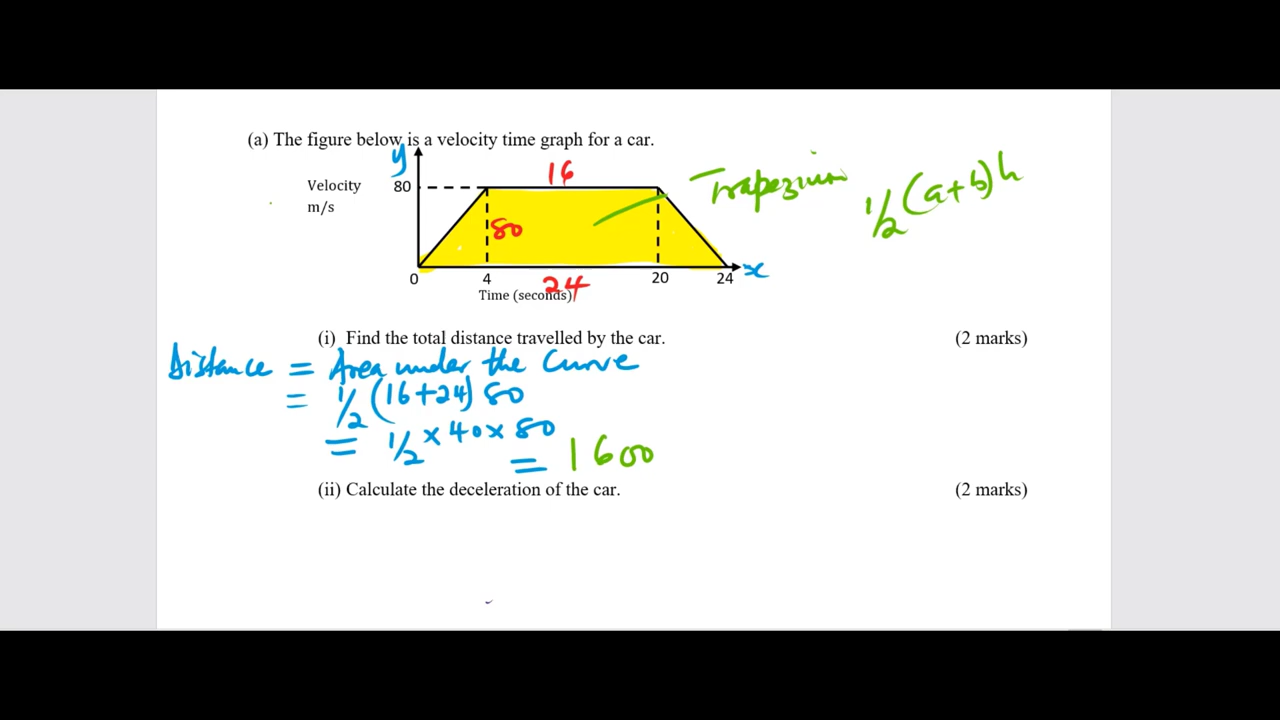 (a) The figure below is a velocity time graph for a car.
y
16
Velocity
80
m/s
Trapezium
1/2 (a+b)h
80
x
0
4
20
24
24
Time (seconds)
(i) Find the total distance travelled by the car. (2 marks)
Distance = Area under the Curve
= 1/2 (16+24) 80
= 1/2 × 40 × 80
= 1600
(ii) Calculate the deceleration of the car. (2 marks)